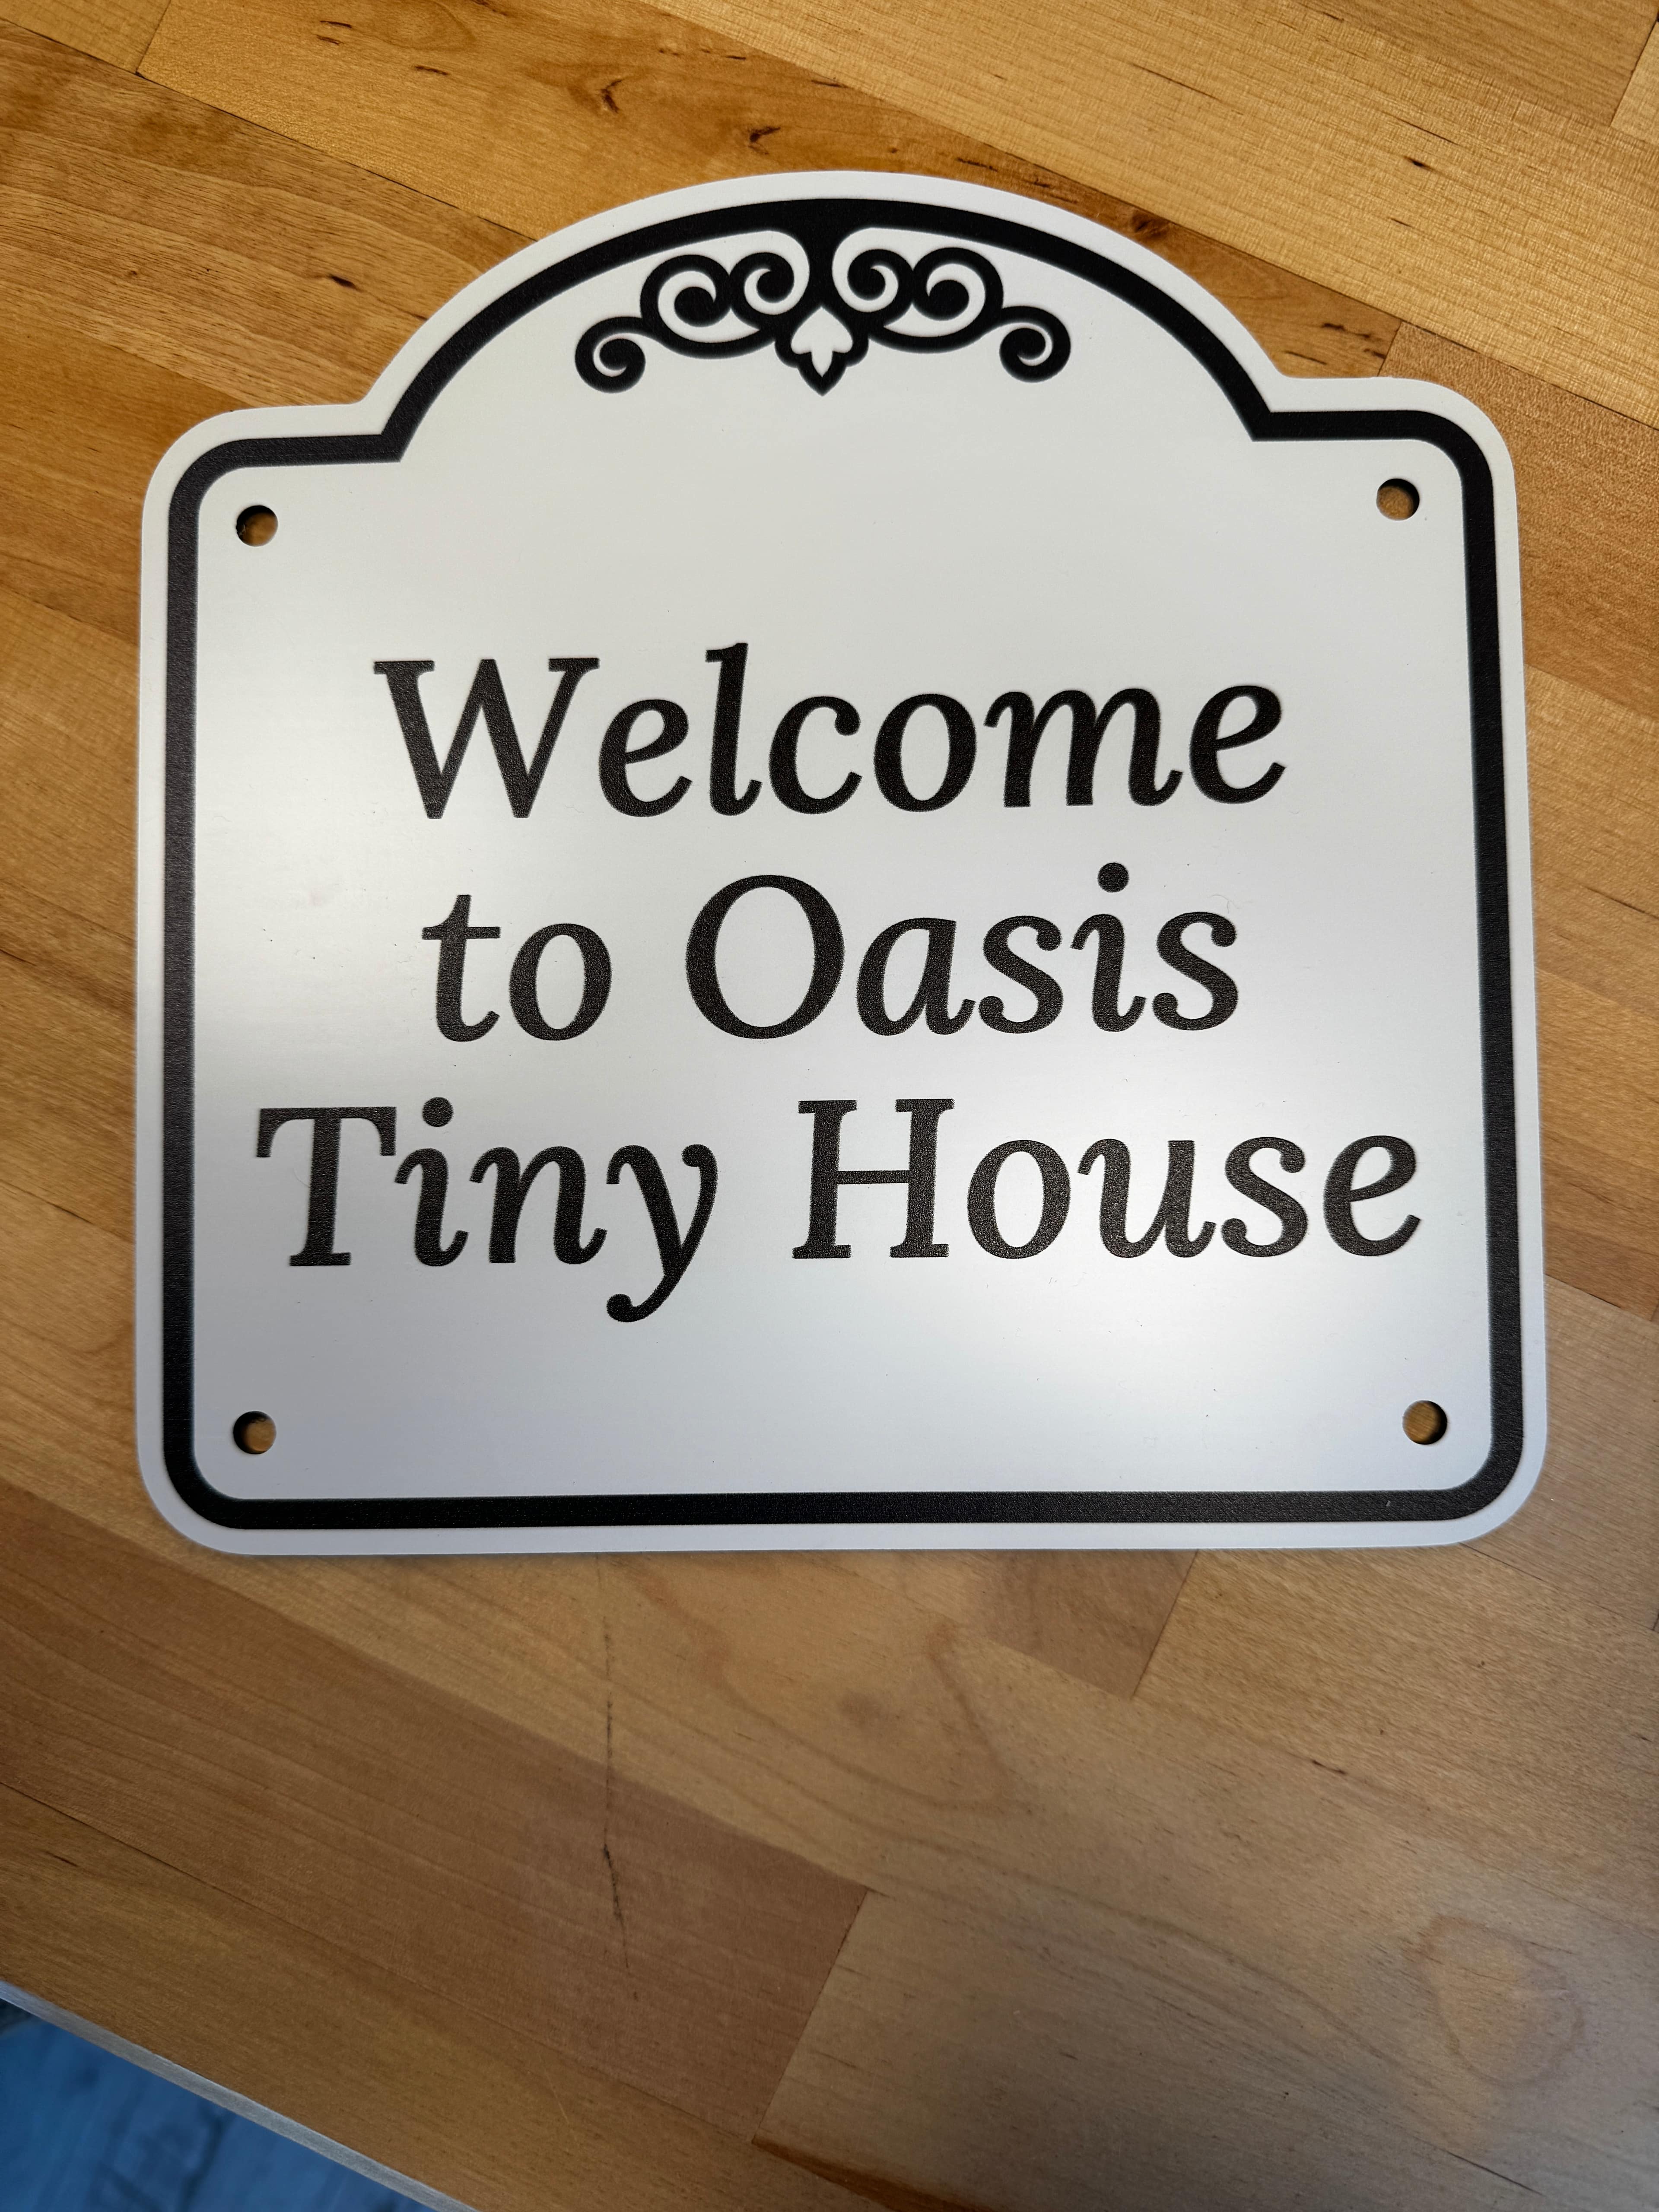 Welcome
to Oasis
Tiny House